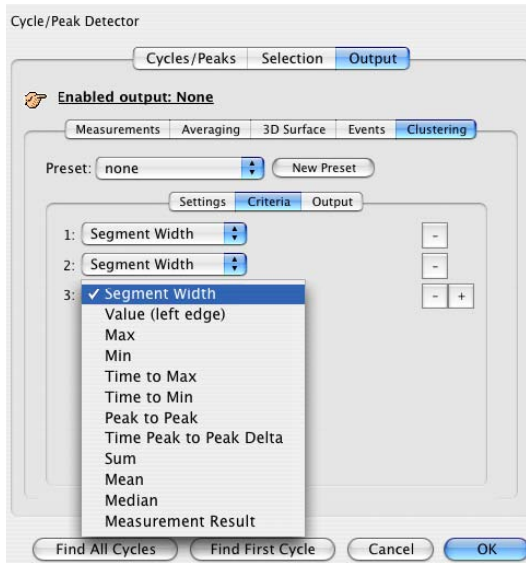 Cycle/Peak Detector
Cycles/Peaks Selection Output
Enabled output: None
Measurements Averaging 3D Surface Events Clustering
Preset: none New Preset
Settings Criteria Output
1: Segment Width -
2: Segment Width -
3: ✓ Segment Width - +
Value (left edge)
Max
Min
Time to Max
Time to Min
Peak to Peak
Time Peak to Peak Delta
Sum
Mean
Median
Measurement Result
Find All Cycles Find First Cycle Cancel OK